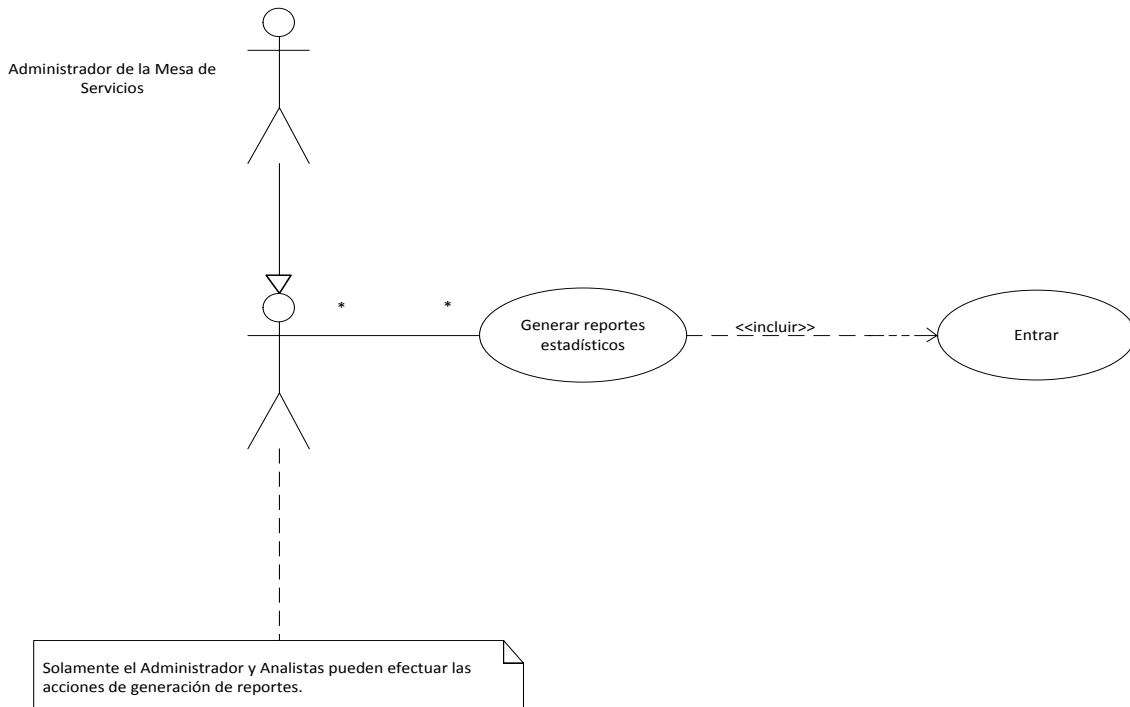 Administrador de la Mesa de
Servicios
*
*
Generar reportes
estadísticos
<<incluir>>
Entrar
Solamente el Administrador y Analistas pueden efectuar las
acciones de generación de reportes.